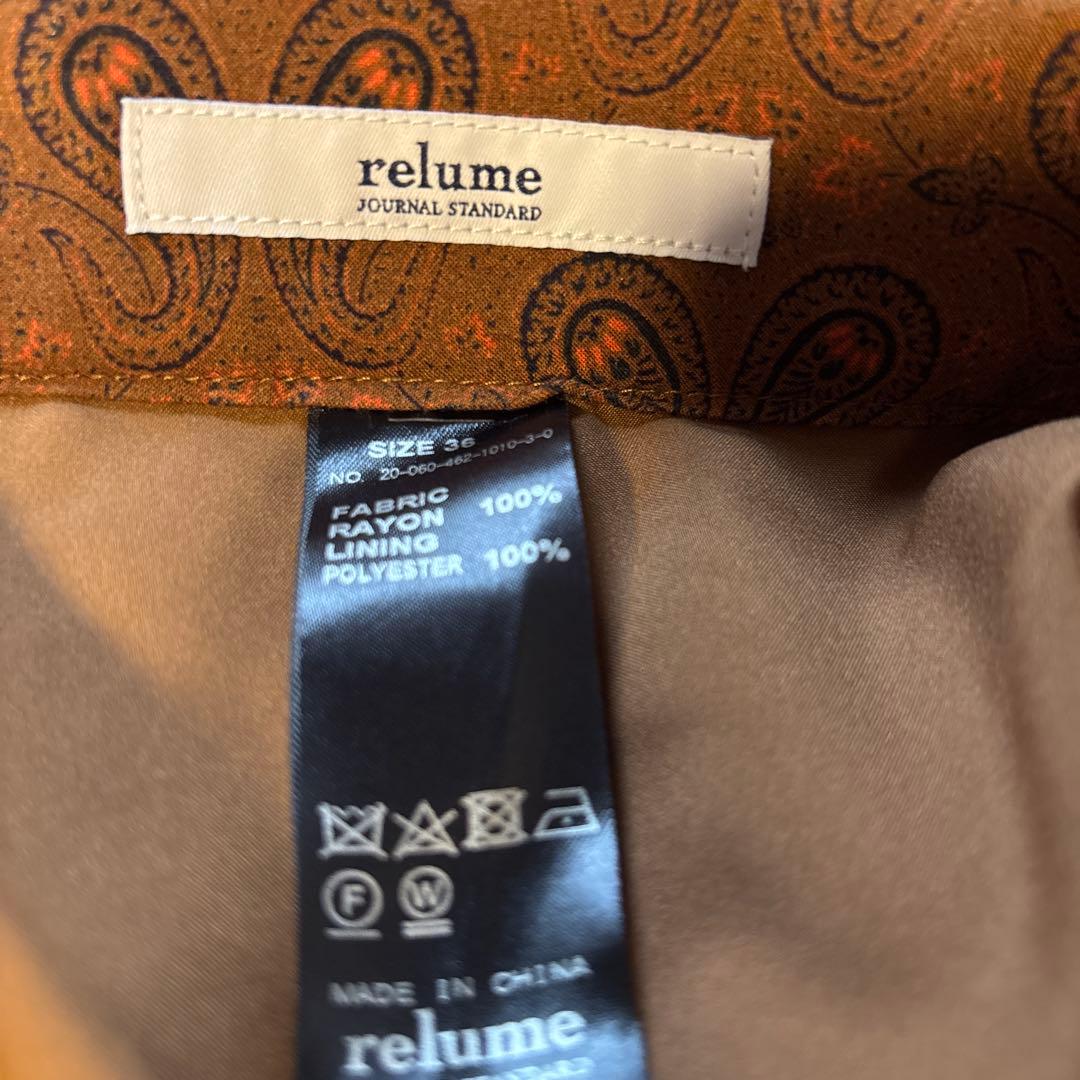 relume
JOURNAL STANDARD
SIZE 36
NO. 20-060-462-1010-3-0
FABRIC
RAYON 100%
LINING
POLYESTER 100%
F W
MADE IN CHINA
relume
STANDARD